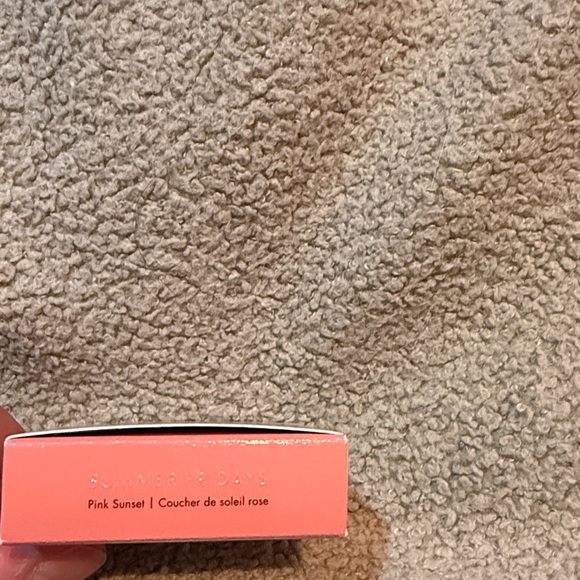 SUMMER FRIDAYS
Pink Sunset | Coucher de soleil rose